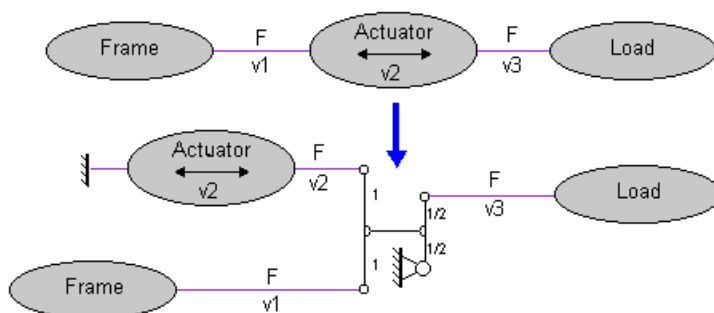 Frame
F
v1
Actuator
v2
F
v3
Load
Actuator
v2
F
v2
1
1
1/2
1/2
F
v3
Load
Frame
F
v1